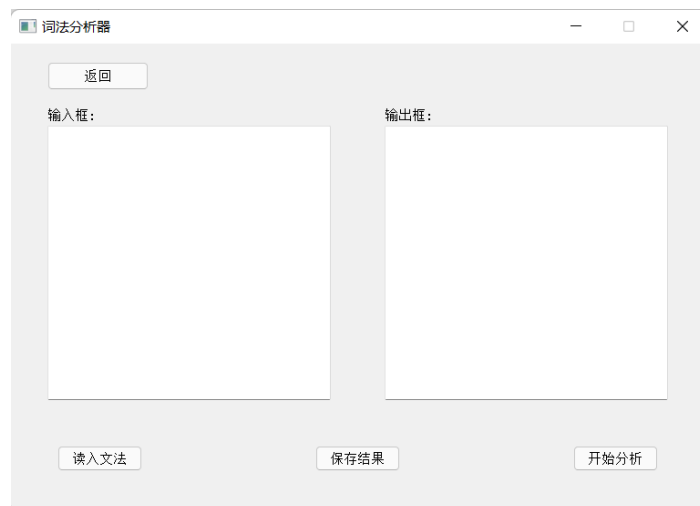 词法分析器
返回
输入框：
输出框：
读入文法
保存结果
开始分析